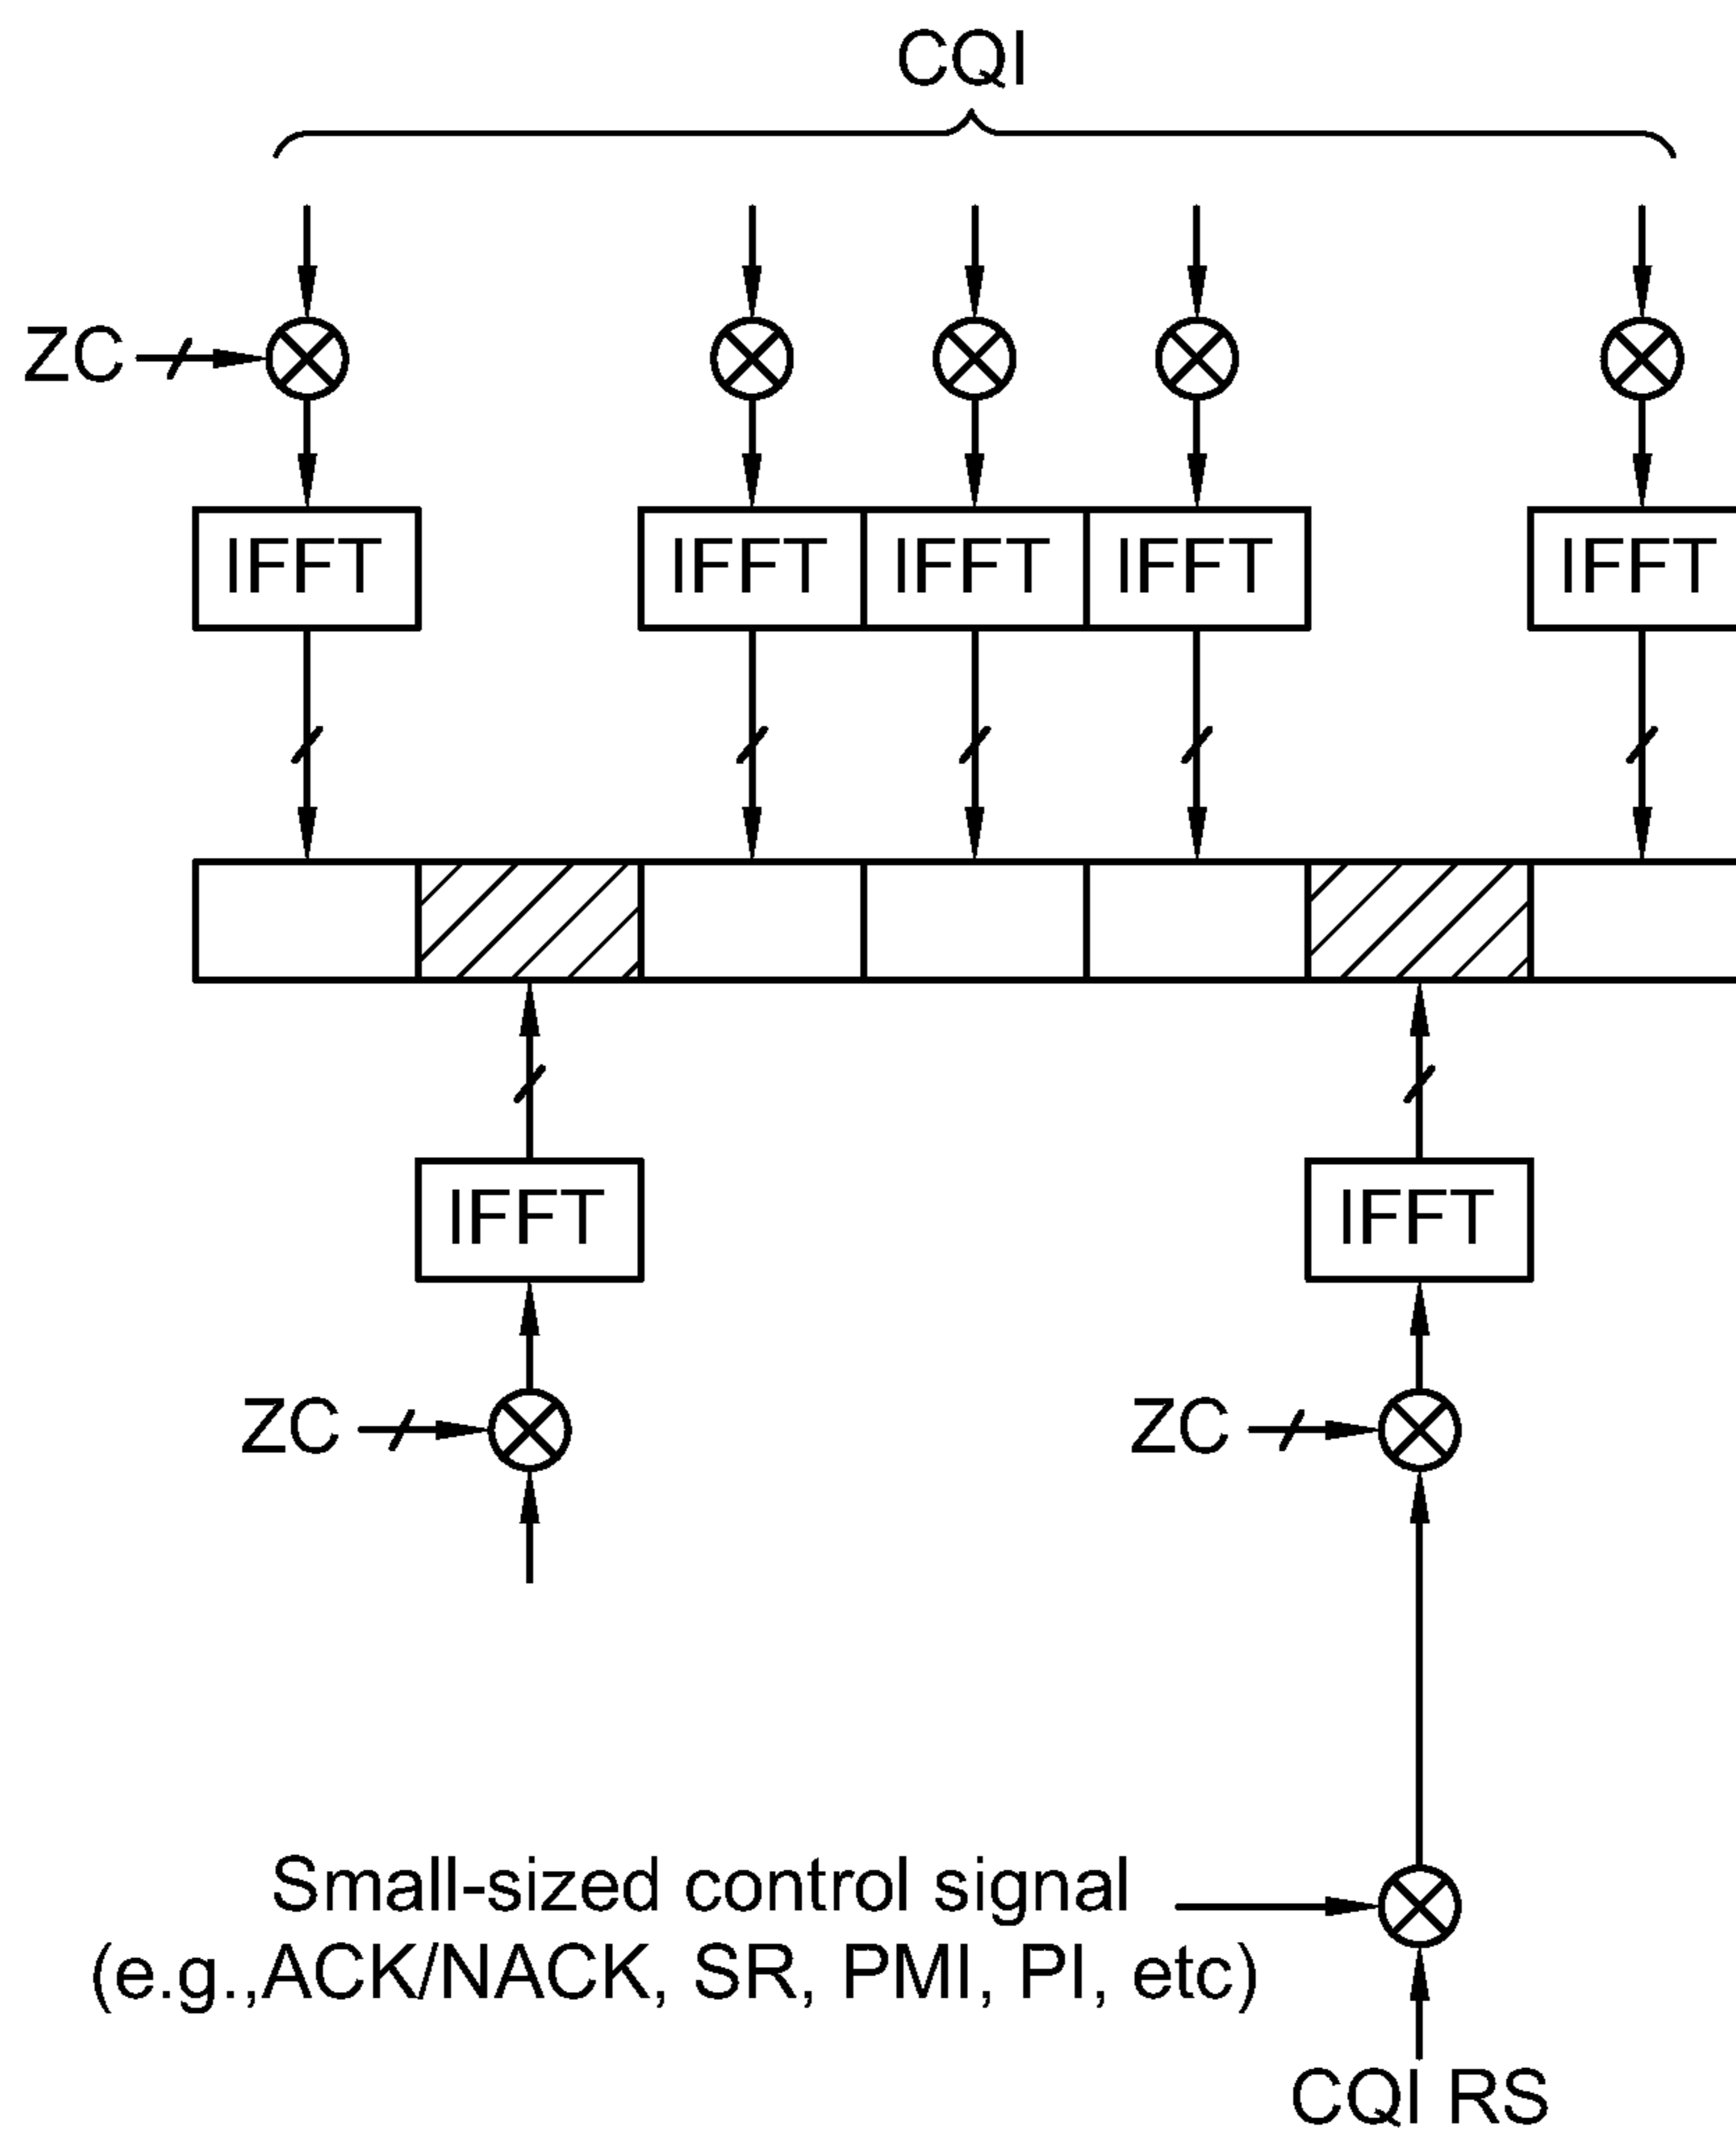 CQI
ZC
IFFT IFFT IFFT IFFT IFFT
IFFT IFFT
ZC ZC
Small-sized control signal
(e.g.,ACK/NACK, SR, PMI, PI, etc)
CQI RS